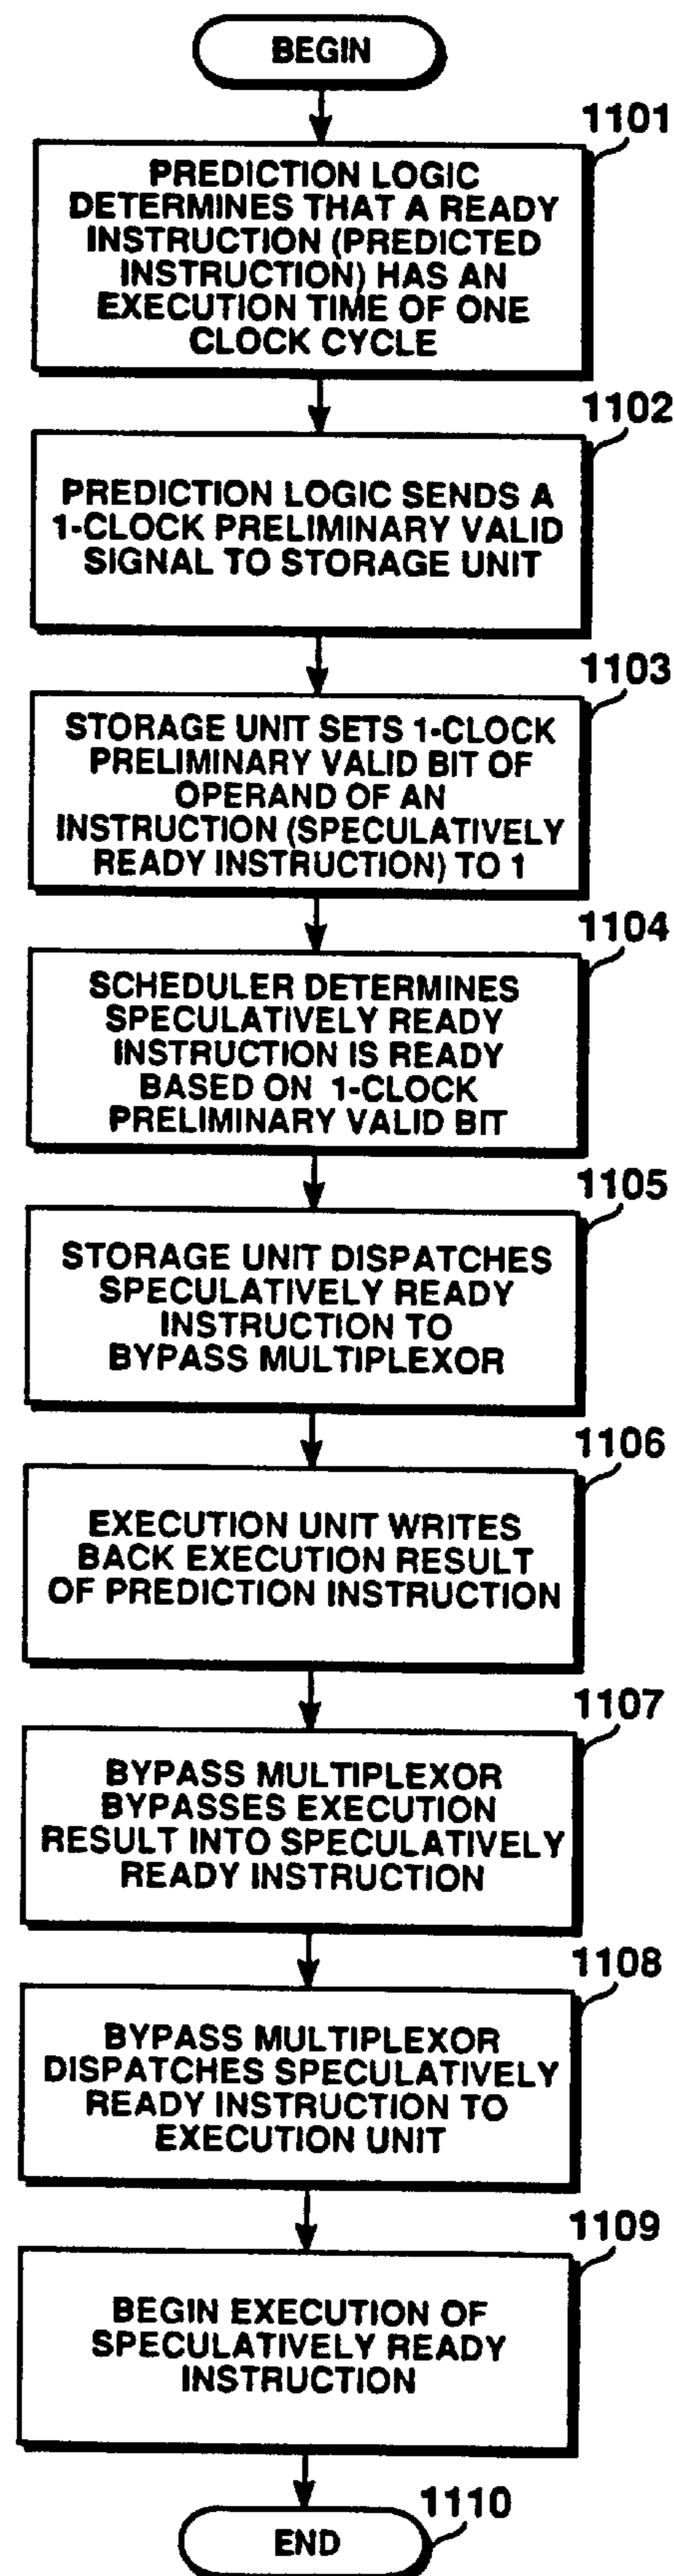 BEGIN
1101
PREDICTION LOGIC
DETERMINES THAT A READY
INSTRUCTION (PREDICTED
INSTRUCTION) HAS AN
EXECUTION TIME OF ONE
CLOCK CYCLE
1102
PREDICTION LOGIC SENDS A
1-CLOCK PRELIMINARY VALID
SIGNAL TO STORAGE UNIT
1103
STORAGE UNIT SETS 1-CLOCK
PRELIMINARY VALID BIT OF
OPERAND OF AN
INSTRUCTION (SPECULATIVELY
READY INSTRUCTION) TO 1
1104
SCHEDULER DETERMINES
SPECULATIVELY READY
INSTRUCTION IS READY
BASED ON 1-CLOCK
PRELIMINARY VALID BIT
1105
STORAGE UNIT DISPATCHES
SPECULATIVELY READY
INSTRUCTION TO
BYPASS MULTIPLEXOR
1106
EXECUTION UNIT WRITES
BACK EXECUTION RESULT
OF PREDICTION INSTRUCTION
1107
BYPASS MULTIPLEXOR
BYPASSES EXECUTION
RESULT INTO SPECULATIVELY
READY INSTRUCTION
1108
BYPASS MULTIPLEXOR
DISPATCHES SPECULATIVELY
READY INSTRUCTION TO
EXECUTION UNIT
1109
BEGIN EXECUTION OF
SPECULATIVELY READY
INSTRUCTION
1110
END